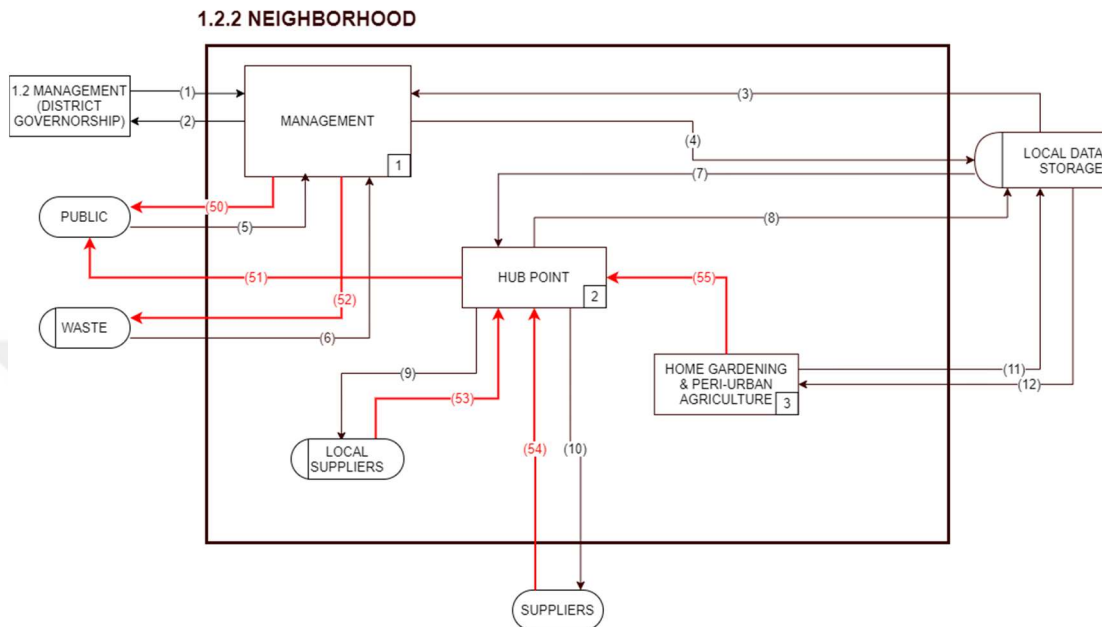 1.2.2 NEIGHBORHOOD
1.2 MANAGEMENT
(DISTRICT
GOVERNORSHIP)
(1)
(2)
MANAGEMENT
1
(3)
(4)
LOCAL DATA
STORAGE
(7)
(50)
PUBLIC
(5)
(8)
(51)
HUB POINT
2
(55)
(52)
WASTE
(6)
HOME GARDENING
& PERI-URBAN
AGRICULTURE
3
(11)
(12)
(9)
(53)
LOCAL
SUPPLIERS
(54)
(10)
SUPPLIERS